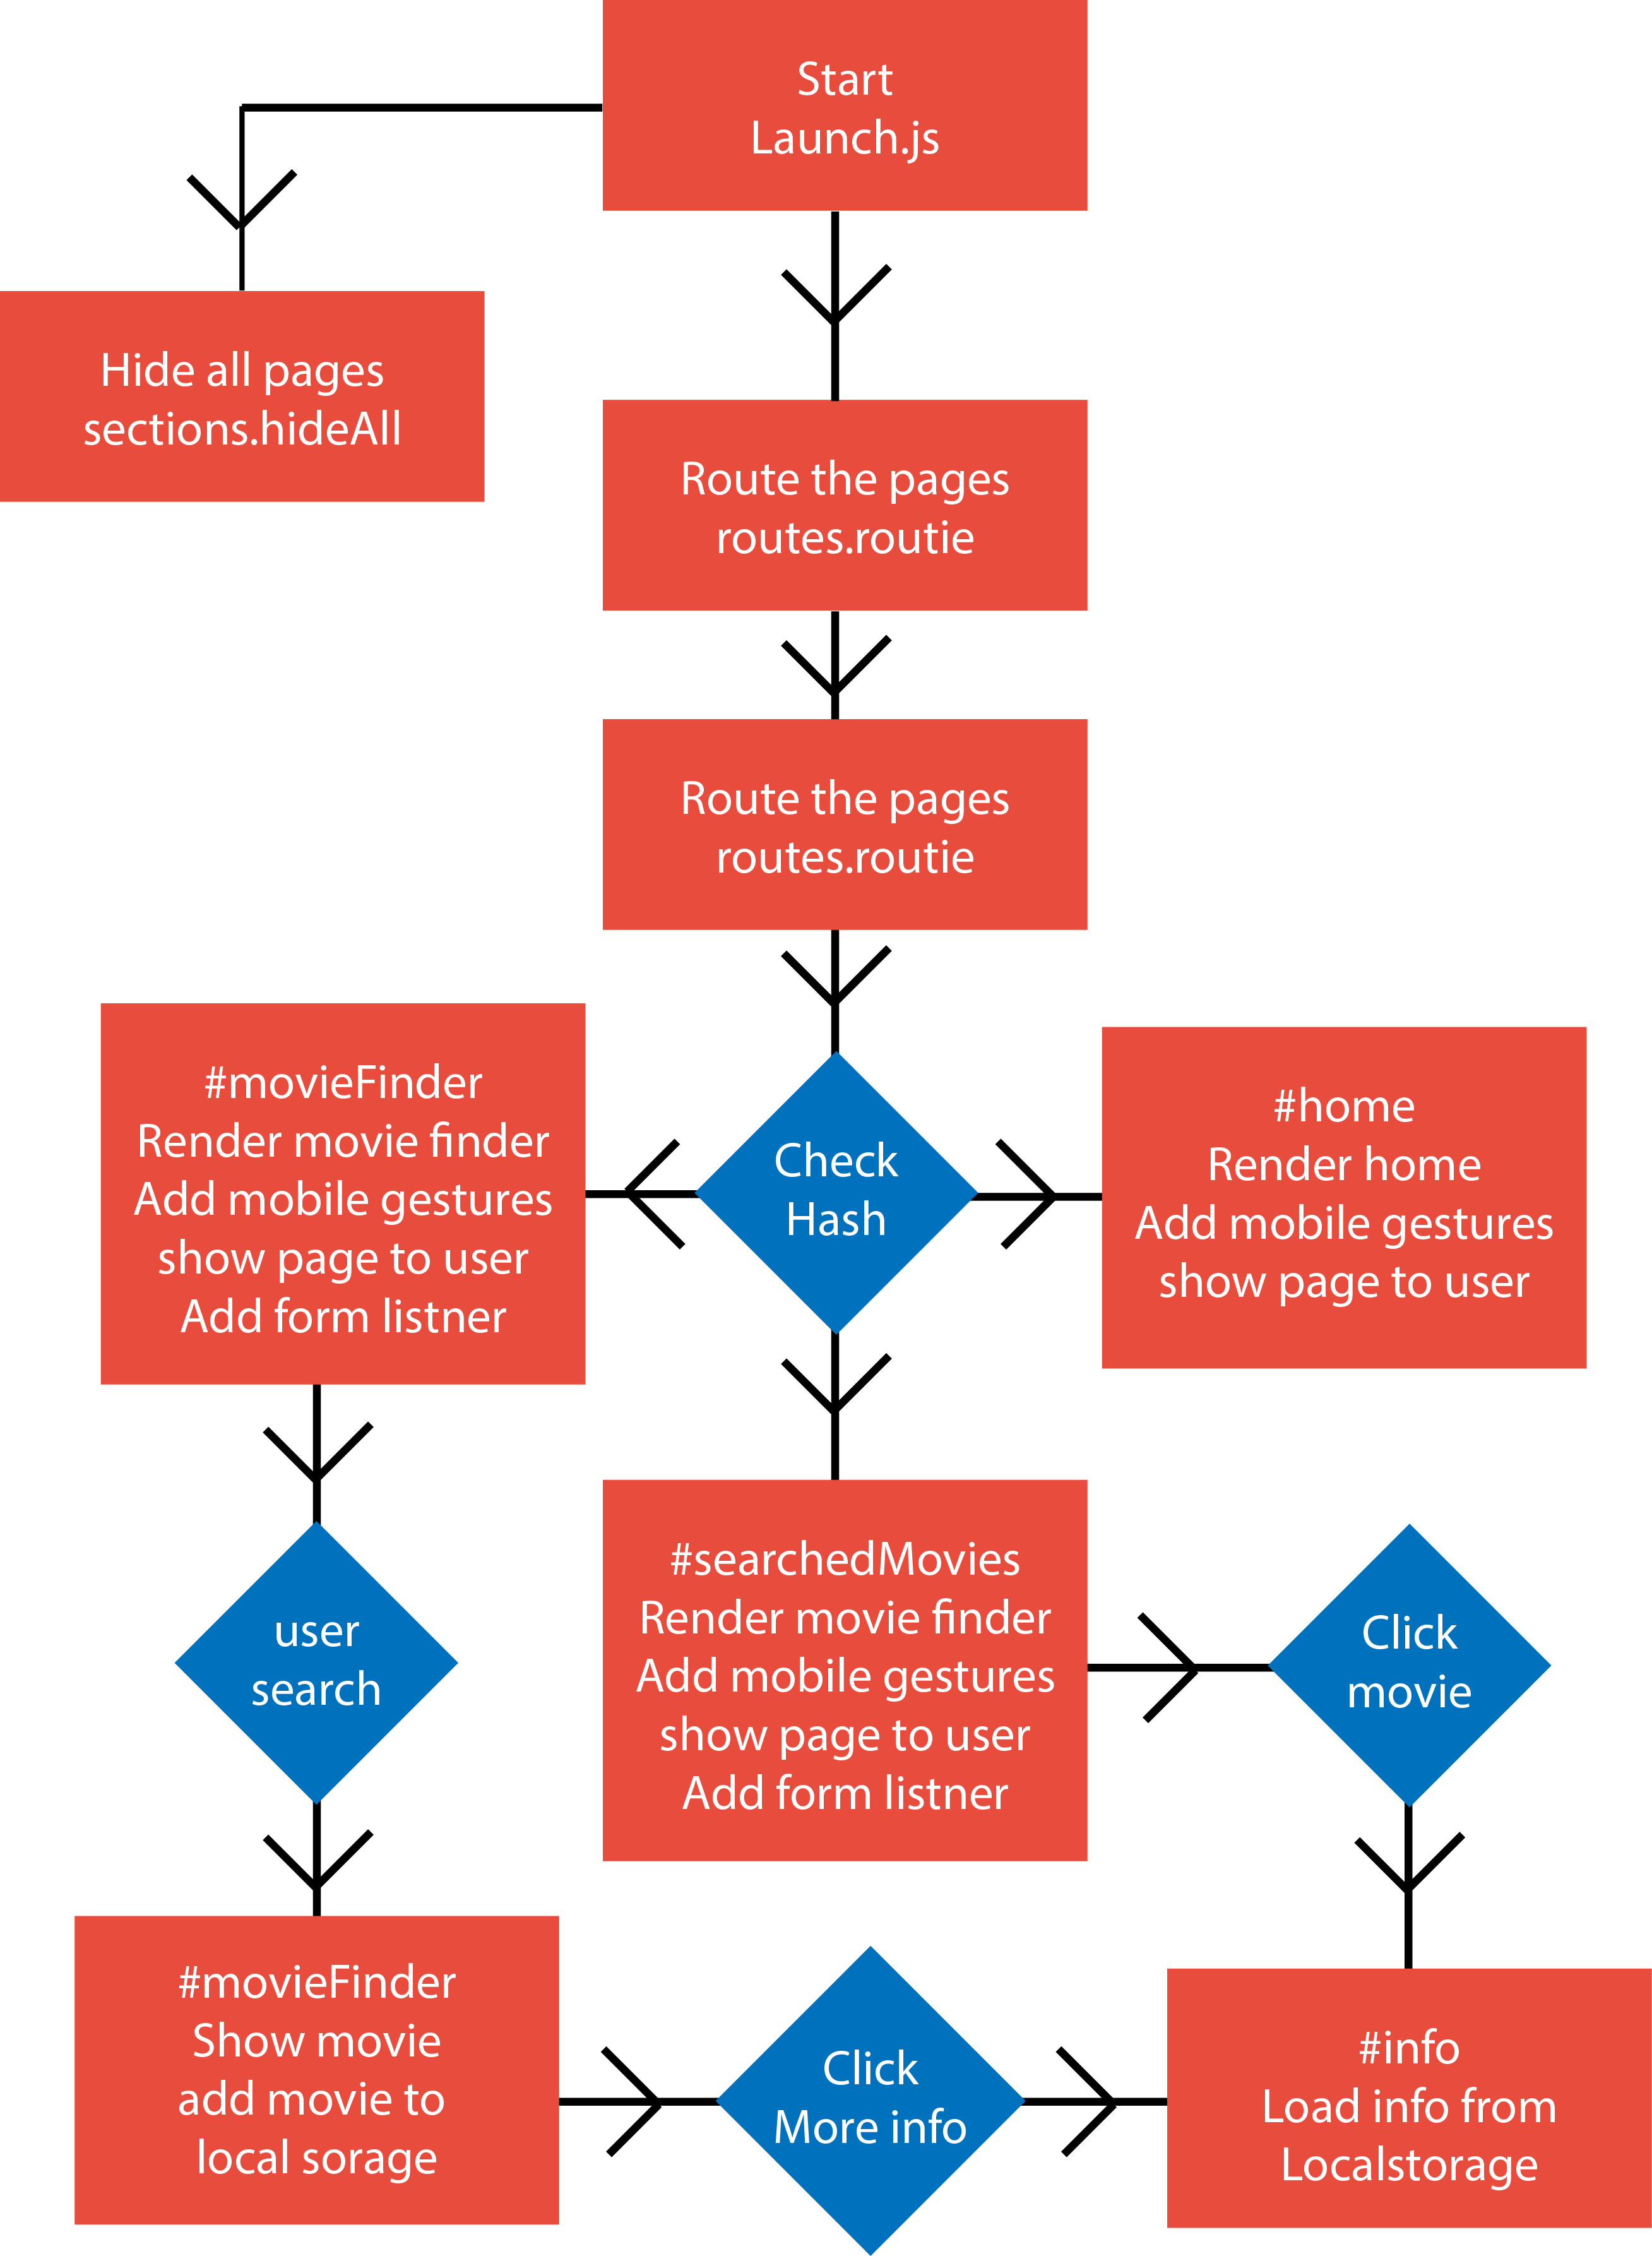 Start
Launch.js
Hide all pages
sections.hideAll
Route the pages
routes.routie
Route the pages
routes.routie
#movieFinder
Render movie finder
Add mobile gestures
show page to user
Add form listner
Check
Hash
#home
Render home
Add mobile gestures
show page to user
user
search
#searchedMovies
Render movie finder
Add mobile gestures
show page to user
Add form listner
Click
movie
#movieFinder
Show movie
add movie to
local sorage
Click
More info
#info
Load info from
Localstorage